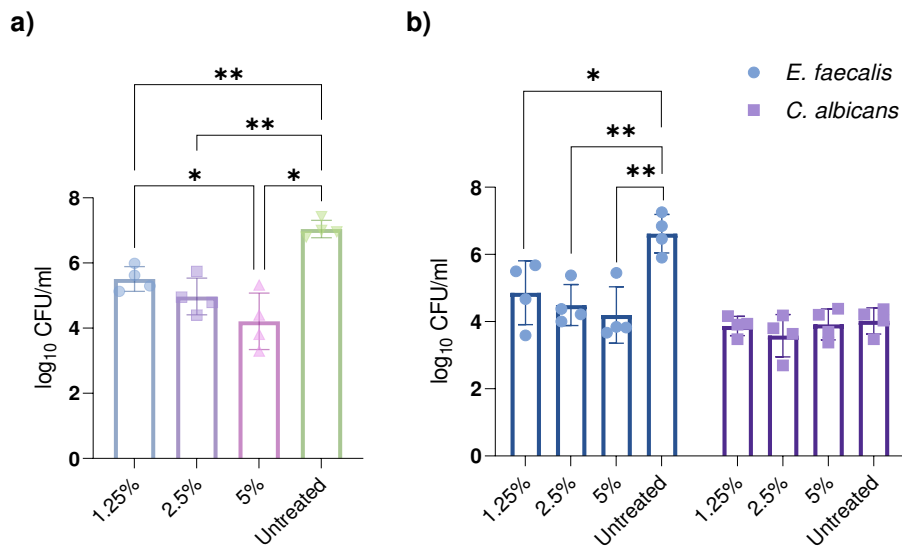 a)
**
**
*
*
log10 CFU/ml
8
6
4
2
0
1.25%
2.5%
5%
Untreated
b)
E. faecalis
C. albicans
*
**
**
log10 CFU/ml
8
6
4
2
0
1.25%
2.5%
5%
Untreated
1.25%
2.5%
5%
Untreated